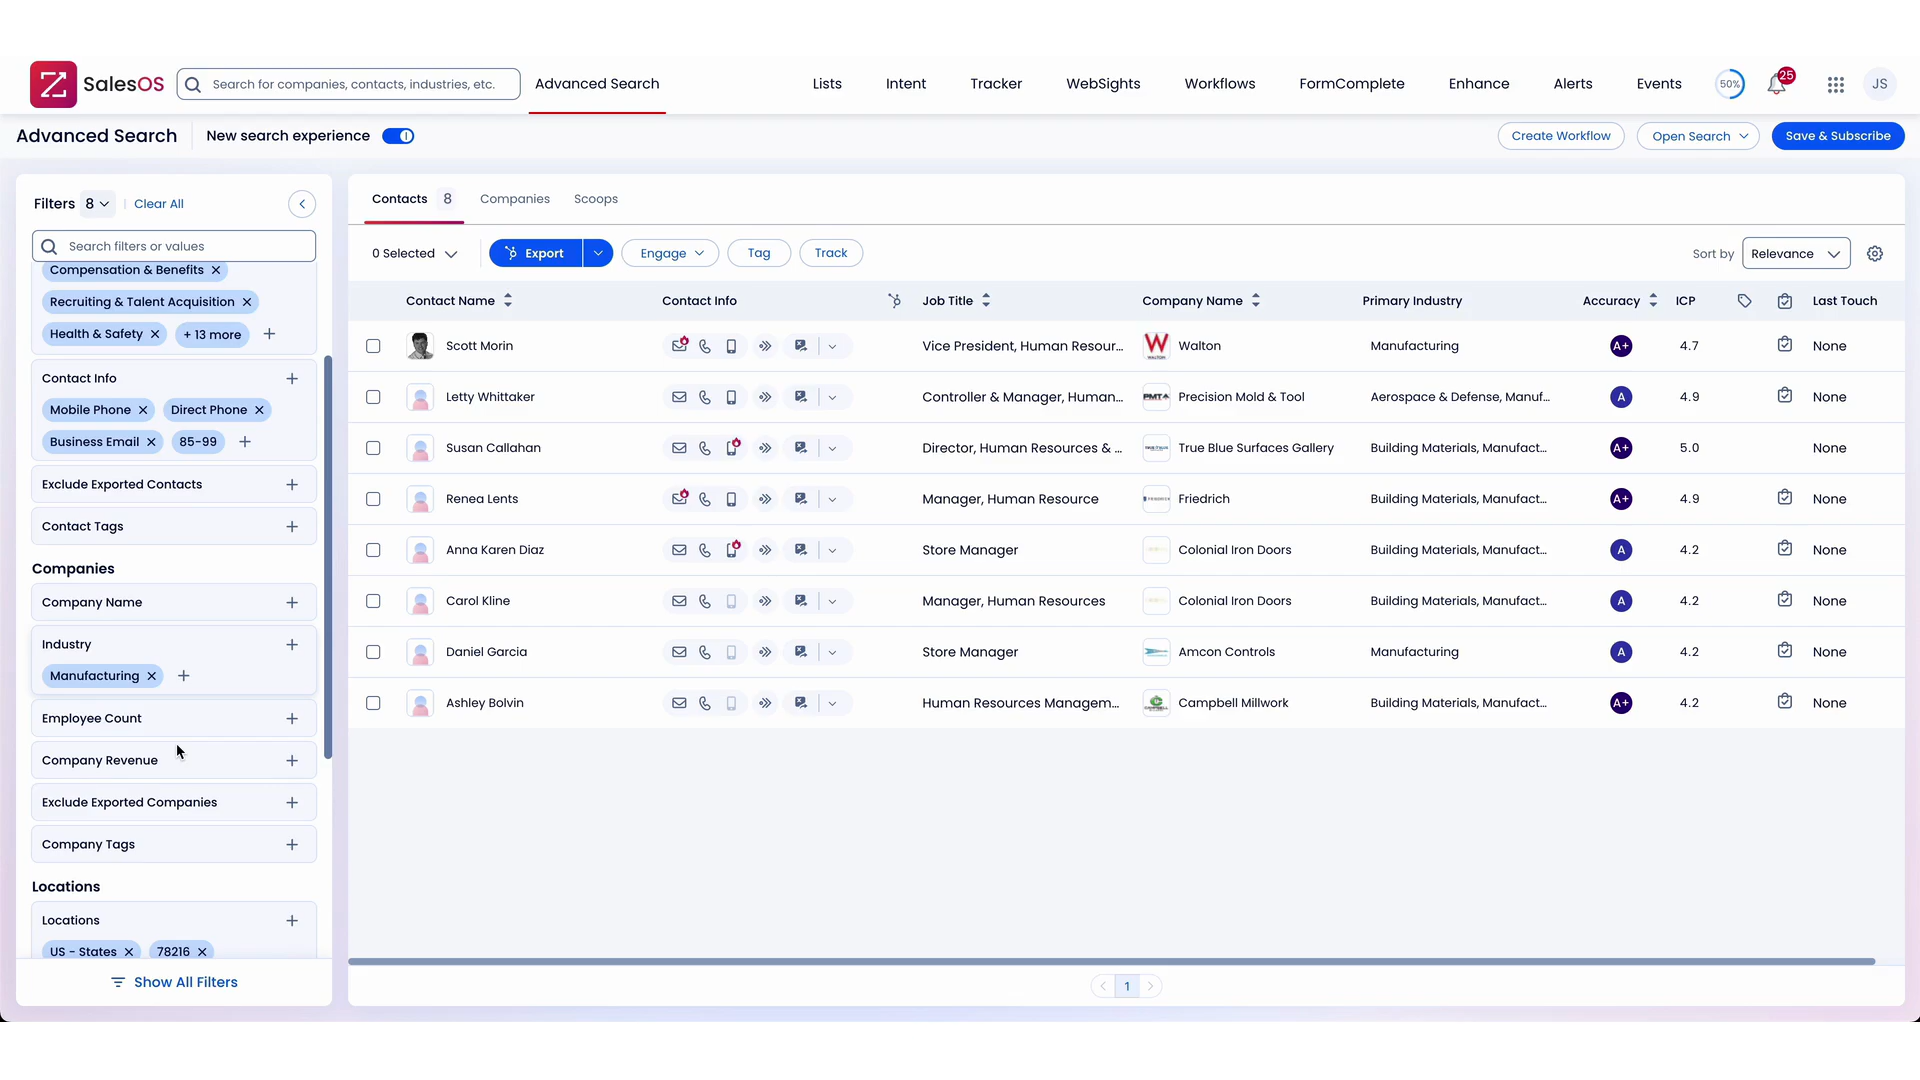 SalesOS
Search for companies, contacts, industries, etc.
Advanced Search
Lists
Intent
Tracker
WebSights
Workflows
FormComplete
Enhance
Alerts
Events
50%
25
JS
Advanced Search
New search experience
Create Workflow
Open Search
Save & Subscribe
Filters 8
Clear All
Search filters or values
Compensation & Benefits
Recruiting & Talent Acquisition
Health & Safety
+ 13 more
Contact Info
Mobile Phone
Direct Phone
Business Email
85-99
Exclude Exported Contacts
Contact Tags
Companies
Company Name
Industry
Manufacturing
Employee Count
Company Revenue
Exclude Exported Companies
Company Tags
Locations
Locations
US - States
78216
Show All Filters
Contacts 8
Companies
Scoops
0 Selected
Export
Engage
Tag
Track
Sort by
Relevance
Contact Name Contact Info Job Title Company Name Primary Industry Accuracy ICP Last Touch
Scott Morin Vice President, Human Resour... WALTON Walton Manufacturing A+ 4.7 None
Letty Whittaker Controller & Manager, Human... PMT Precision Mold & Tool Aerospace & Defense, Manuf... A 4.9 None
Susan Callahan Director, Human Resources & ... True Blue Surfaces Gallery Building Materials, Manufact... A+ 5.0 None
Renea Lents Manager, Human Resource Friedrich Building Materials, Manufact... A+ 4.9 None
Anna Karen Diaz Store Manager Colonial Iron Doors Building Materials, Manufact... A 4.2 None
Carol Kline Manager, Human Resources Colonial Iron Doors Building Materials, Manufact... A 4.2 None
Daniel Garcia Store Manager Amcon Controls Manufacturing A 4.2 None
Ashley Bolvin Human Resources Managem... Campbell Millwork Building Materials, Manufact... A+ 4.2 None
1